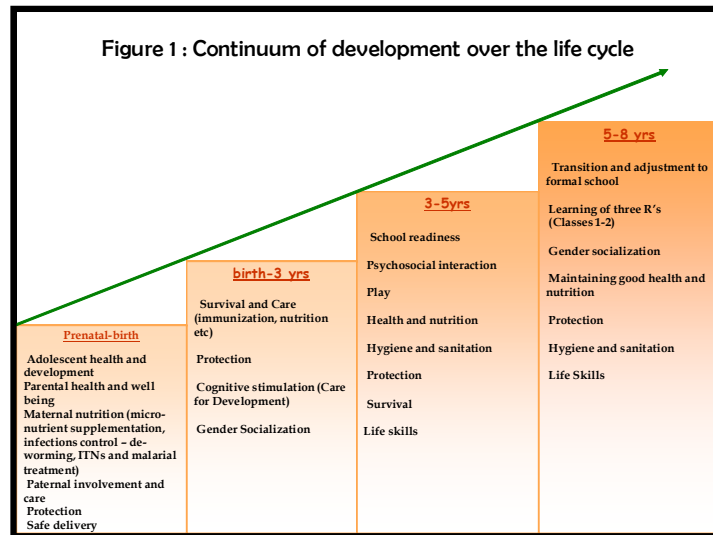 Figure 1 : Continuum of development over the life cycle
Prenatal-birth
Adolescent health and
development
Parental health and well
being
Maternal nutrition (micro-
nutrient supplementation,
infections control – de-
worming, ITNs and malarial
treatment)
Paternal involvement and
care
Protection
Safe delivery
birth-3 yrs
Survival and Care
(immunization, nutrition
etc)
Protection
Cognitive stimulation (Care
for Development)
Gender Socialization
3-5yrs
School readiness
Psychosocial interaction
Play
Health and nutrition
Hygiene and sanitation
Protection
Survival
Life skills
5-8 yrs
Transition and adjustment to
formal school
Learning of three R's
(Classes 1-2)
Gender socialization
Maintaining good health and
nutrition
Protection
Hygiene and sanitation
Life Skills